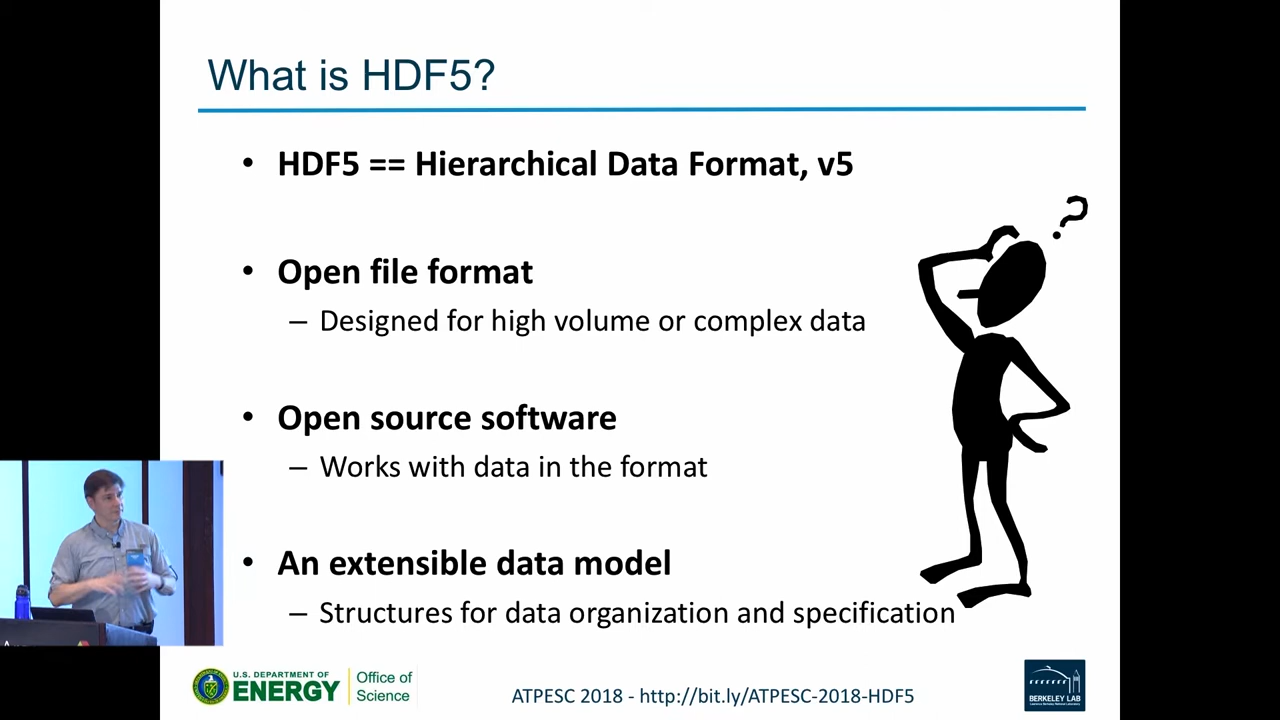 What is HDF5?
• HDF5 == Hierarchical Data Format, v5
• Open file format
– Designed for high volume or complex data
• Open source software
– Works with data in the format
• An extensible data model
– Structures for data organization and specification
?
U.S. DEPARTMENT OF
ENERGY
Office of
Science
ATPESC 2018 - http://bit.ly/ATPESC-2018-HDF5
BERKELEY LAB